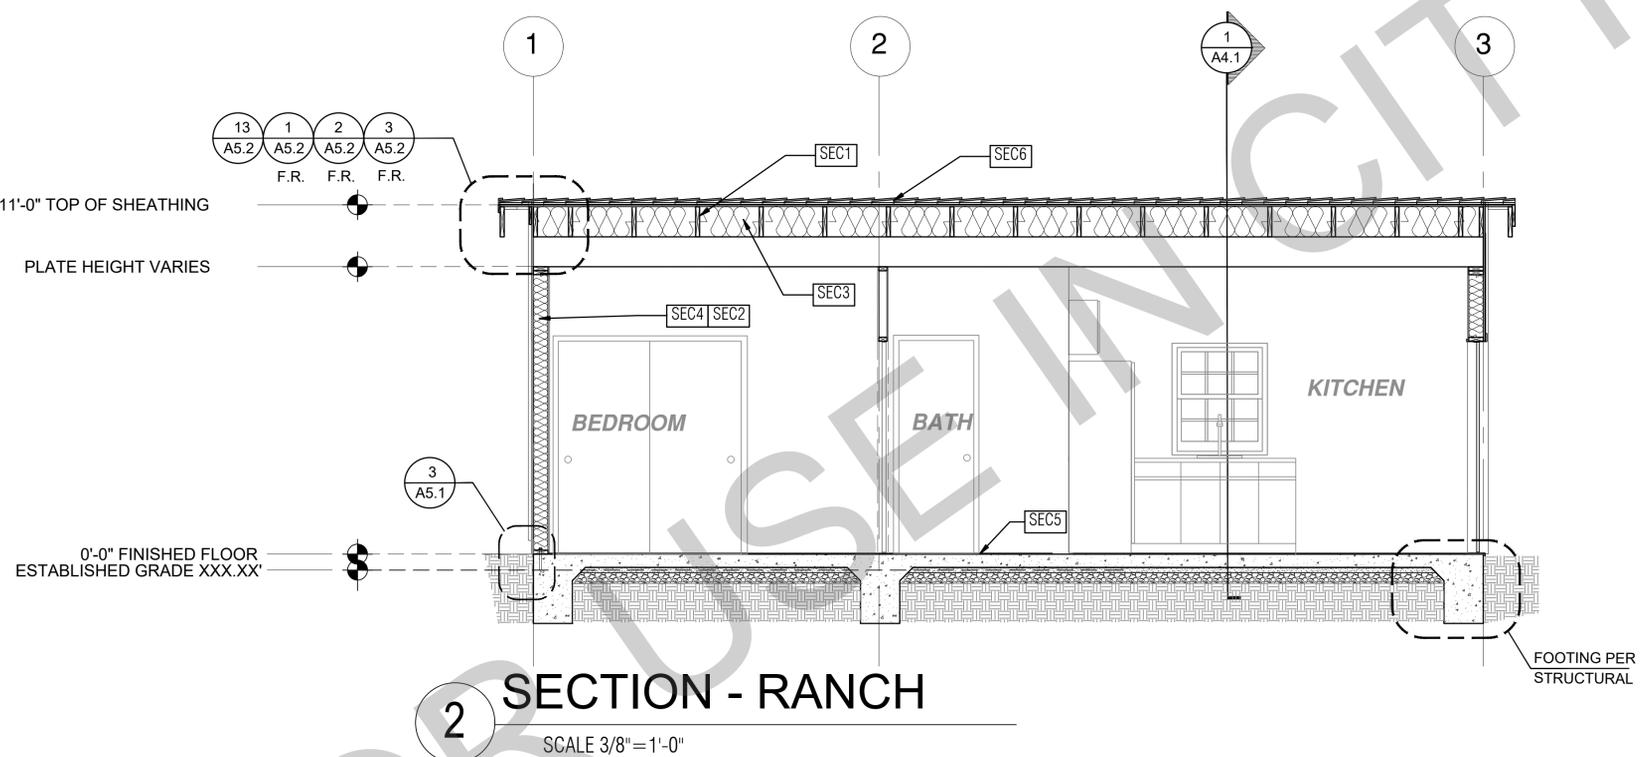 1
2
1
A4.1
3
13
A5.2
1
A5.2
2
A5.2
3
A5.2
F.R.
F.R.
F.R.
SEC1
SEC6
11'-0" TOP OF SHEATHING
PLATE HEIGHT VARIES
SEC3
SEC4 SEC2
BEDROOM
BATH
KITCHEN
3
A5.1
SEC5
0'-0" FINISHED FLOOR
ESTABLISHED GRADE XXX.XX'
FOOTING PER
STRUCTURAL
2
SECTION - RANCH
SCALE 3/8"=1'-0"
OR USE IN CIT